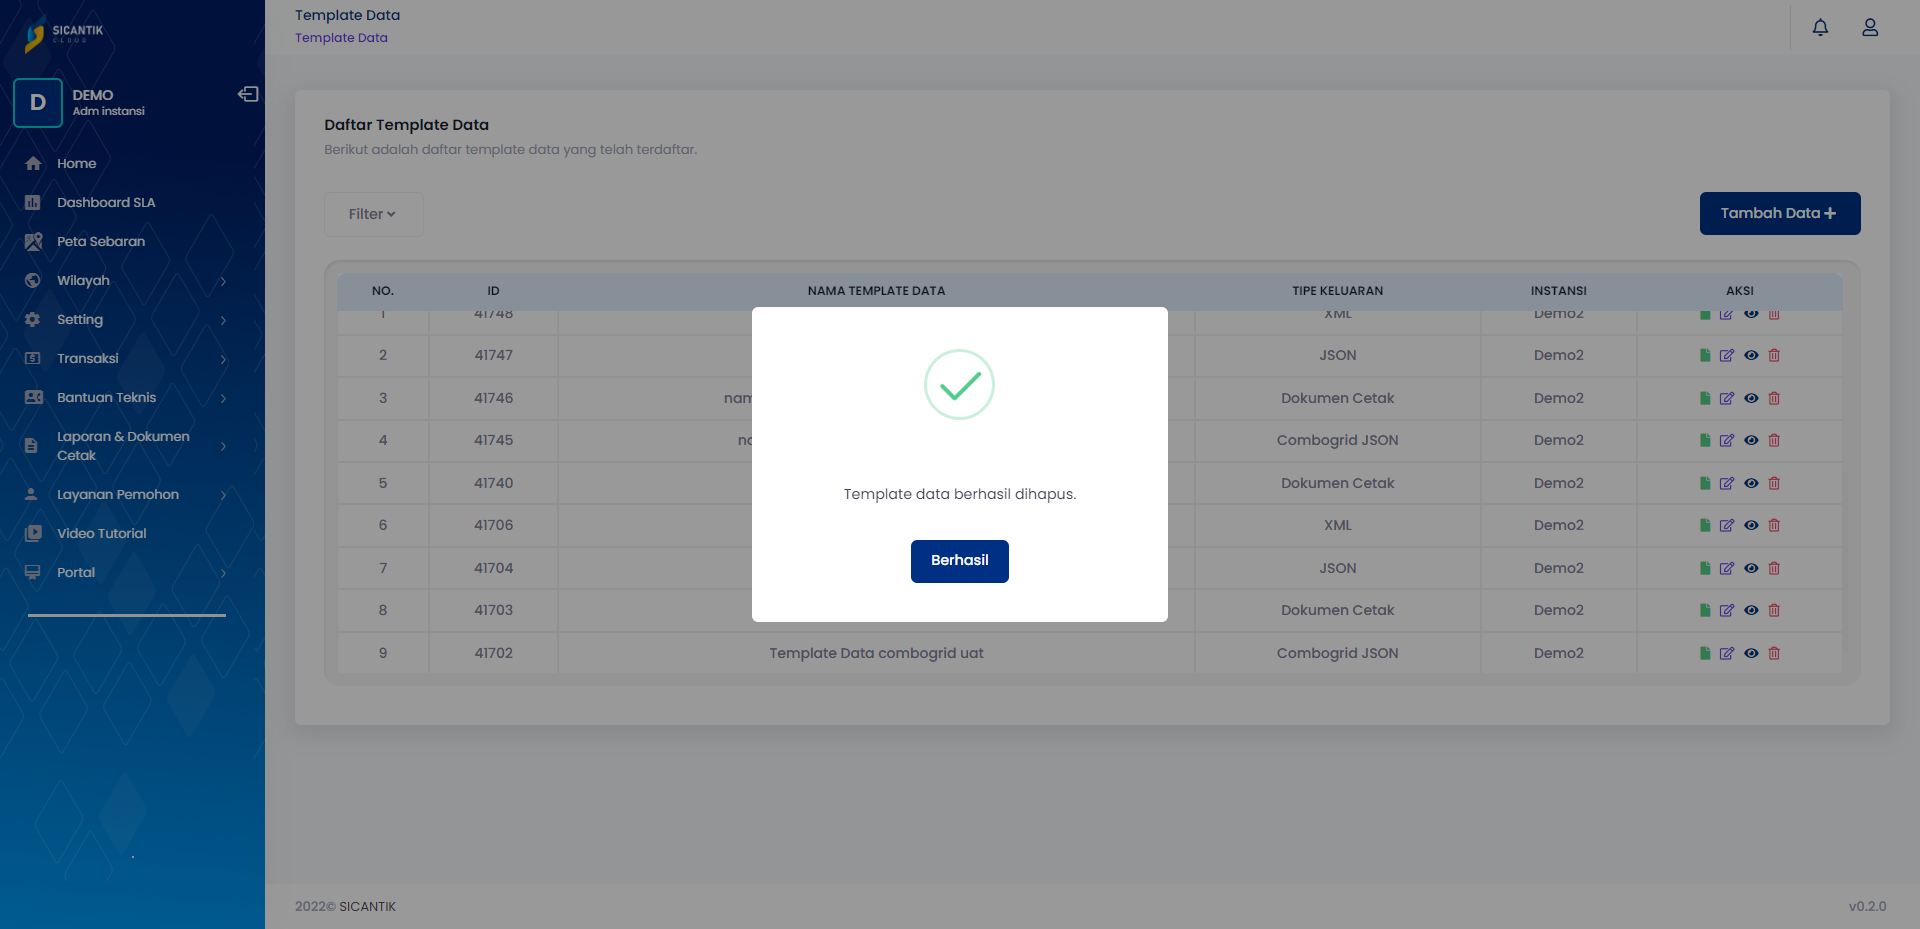 SICANTIK
CLOUD
D
DEMO
Adm instansi
Home
Dashboard SLA
Peta Sebaran
Wilayah
Setting
Transaksi
Bantuan Teknis
Laporan & Dokumen
Cetak
Layanan Pemohon
Video Tutorial
Portal
Template Data
Template Data
Daftar Template Data
Berikut adalah daftar template data yang telah terdaftar.
Filter
Tambah Data +
NO. ID NAMA TEMPLATE DATA TIPE KELUARAN INSTANSI AKSI
1 41748 XML Demo2
2 41747 JSON Demo2
3 41746 Dokumen Cetak Demo2
4 41745 Combogrid JSON Demo2
5 41740 Dokumen Cetak Demo2
6 41706 XML Demo2
7 41704 JSON Demo2
8 41703 Dokumen Cetak Demo2
9 41702 Template Data combogrid uat Combogrid JSON Demo2
Template data berhasil dihapus.
Berhasil
2022© SICANTIK
v0.2.0